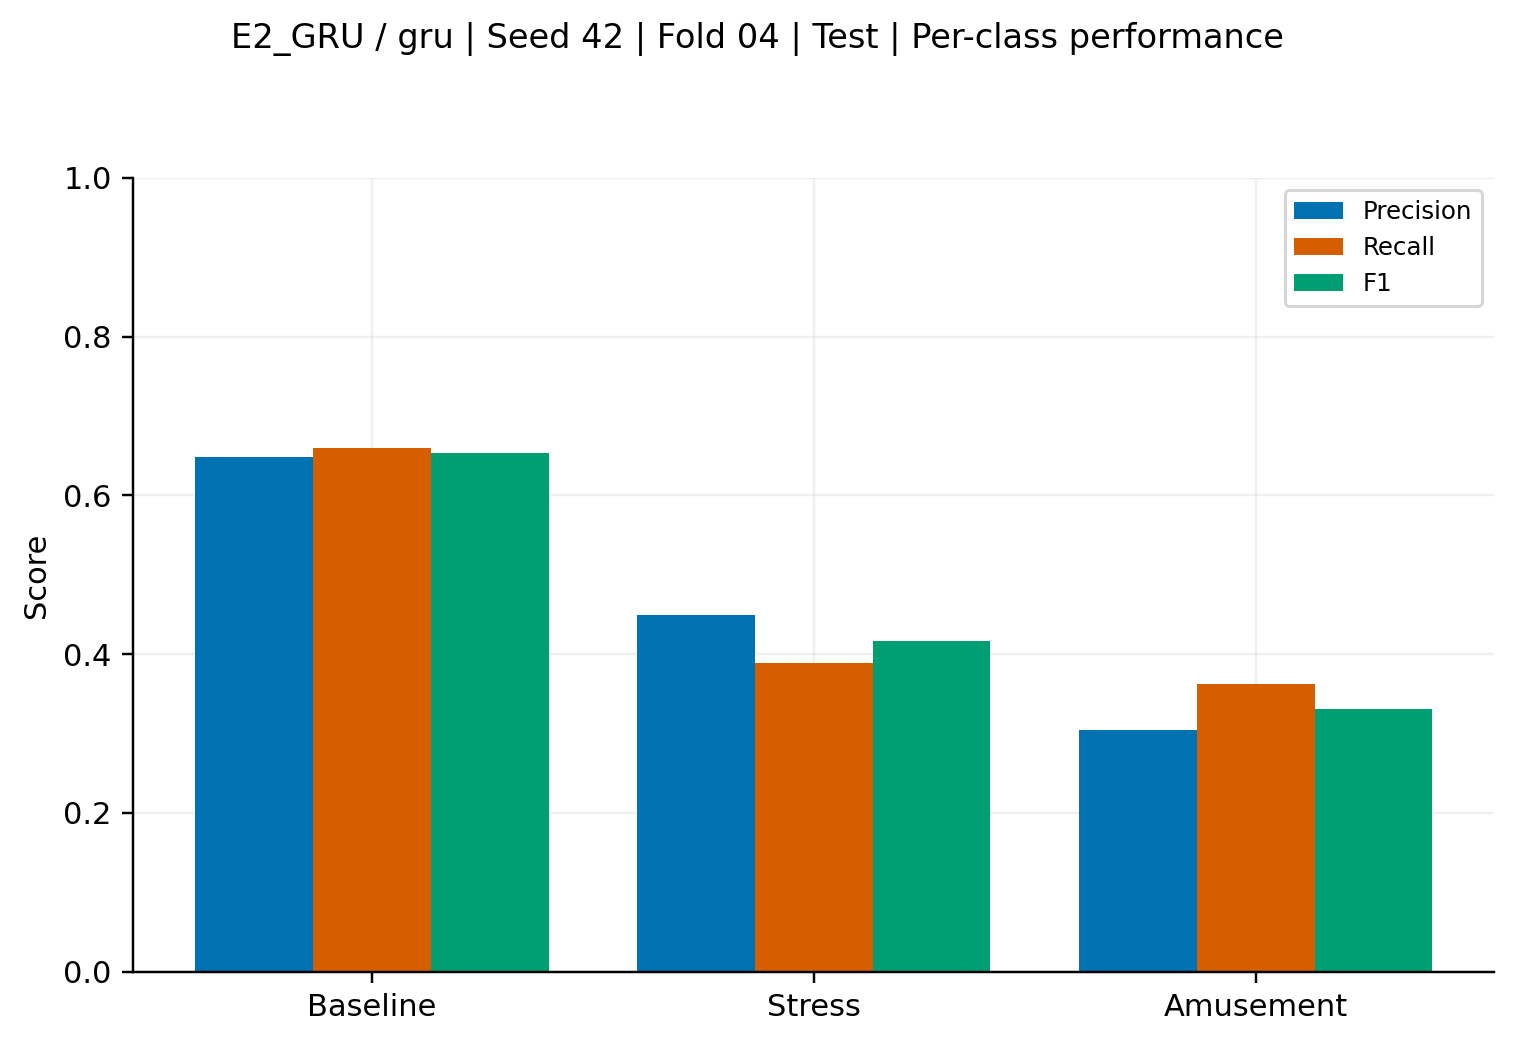 E2_GRU / gru | Seed 42 | Fold 04 | Test | Per-class performance
1.0
0.8
0.6
0.4
0.2
0.0
Score
Precision
Recall
F1
Baseline
Stress
Amusement